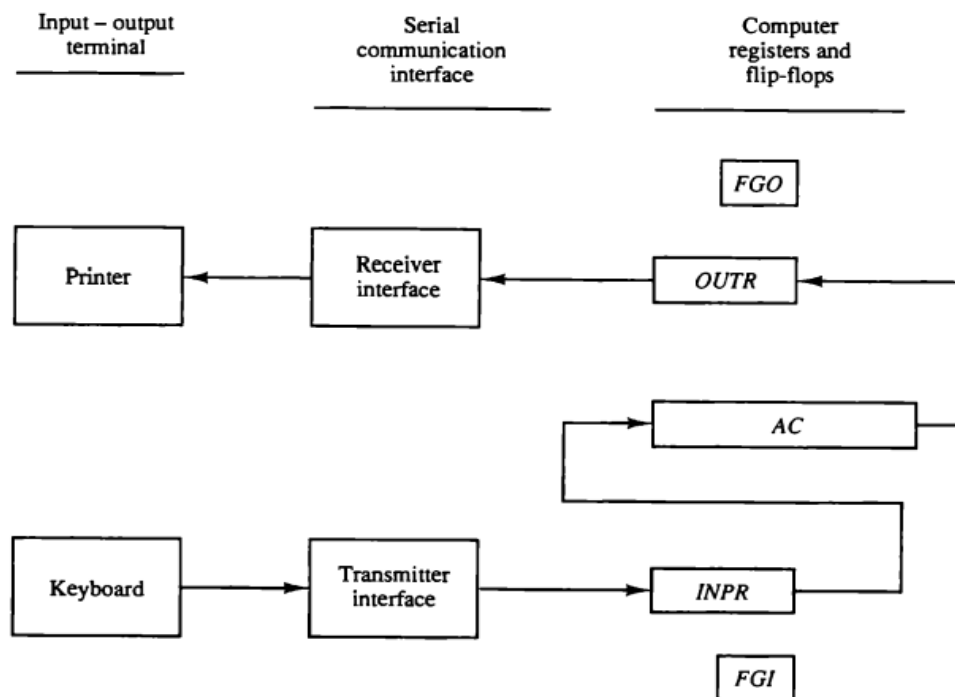 Input – output
terminal
Serial
communication
interface
Computer
registers and
flip-flops
FGO
Printer
Receiver
interface
OUTR
AC
Keyboard
Transmitter
interface
INPR
FGI